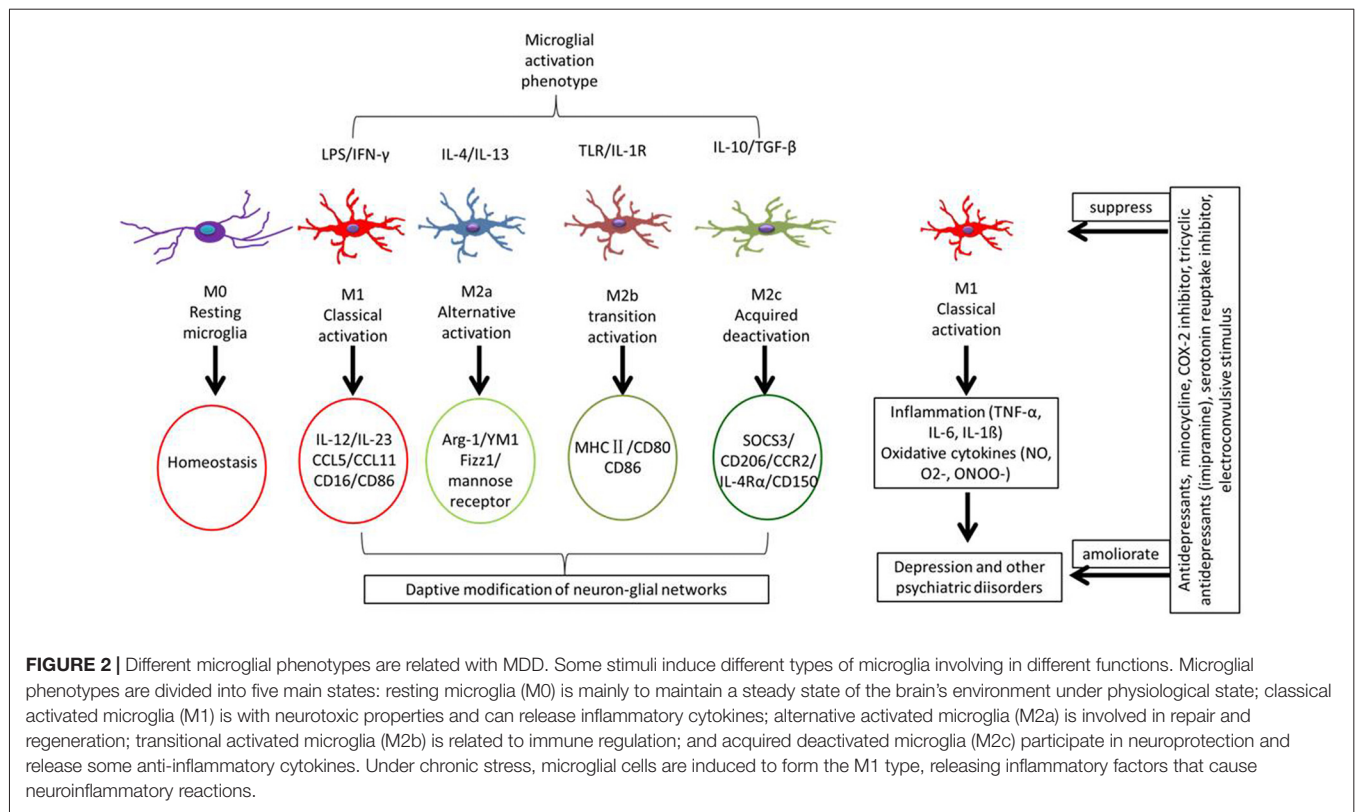 Microglial
activation
phenotype
LPS/IFN-γ
IL-4/IL-13
TLR/IL-1R
IL-10/TGF-β
M0
Resting
microglia
M1
Classical
activation
M2a
Alternative
activation
M2b
transition
activation
M2c
Acquired
deactivation
Homeostasis
IL-12/IL-23
CCL5/CCL11
CD16/CD86
Arg-1/YM1
Fizz1/
mannose
receptor
MHCⅡ/CD80
CD86
SOCS3/
CD206/CCR2/
IL-4Rα/CD150
Daptive modification of neuron-glial networks
M1
Classical
activation
Inflammation (TNF-α,
IL-6, IL-1ß)
Oxidative cytokines (NO,
O2-, ONOO-)
Depression and other
psychiatric diisorders
suppress
amoliorate
Antidepressants, minocycline, COX-2 inhibitor, tricyclic
antidepressants (imipramine), serotonin reuptake inhibitor,
electroconvulsive stimulus
FIGURE 2 | Different microglial phenotypes are related with MDD. Some stimuli induce different types of microglia involving in different functions. Microglial
phenotypes are divided into five main states: resting microglia (M0) is mainly to maintain a steady state of the brain's environment under physiological state; classical
activated microglia (M1) is with neurotoxic properties and can release inflammatory cytokines; alternative activated microglia (M2a) is involved in repair and
regeneration; transitional activated microglia (M2b) is related to immune regulation; and acquired deactivated microglia (M2c) participate in neuroprotection and
release some anti-inflammatory cytokines. Under chronic stress, microglial cells are induced to form the M1 type, releasing inflammatory factors that cause
neuroinflammatory reactions.